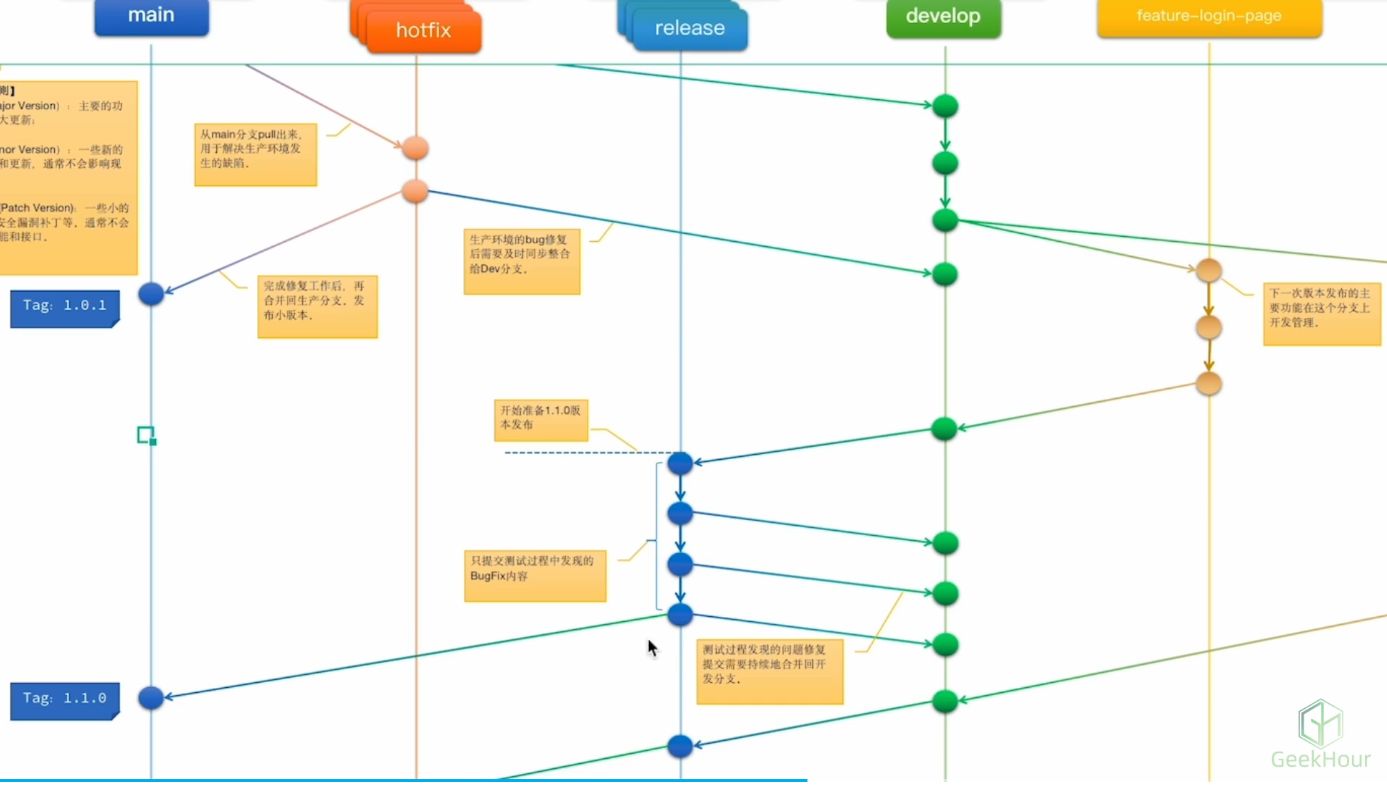 main
hotfix
release
develop
feature-login-page
则】
ajor Version）：主要的功
大更新;
nor Version）：一些新的
和更新，通常不会影响现
(Patch Version)：一些小的
安全漏洞补丁等，通常不会
能和接口。
从main分支pull出来，
用于解决生产环境发
生的缺陷。
生产环境的bug修复
后需要及时同步整合
给Dev分支。
完成修复工作后，再
合并回生产分支。发
布小版本。
Tag: 1.0.1
下一次版本发布的主
要功能在这个分支上
开发管理。
开始准备1.1.0版
本发布
只提交测试过程中发现的
BugFix内容
测试过程发现的问题修复
提交需要持续地合并回开
发分支。
Tag: 1.1.0
GeekHour